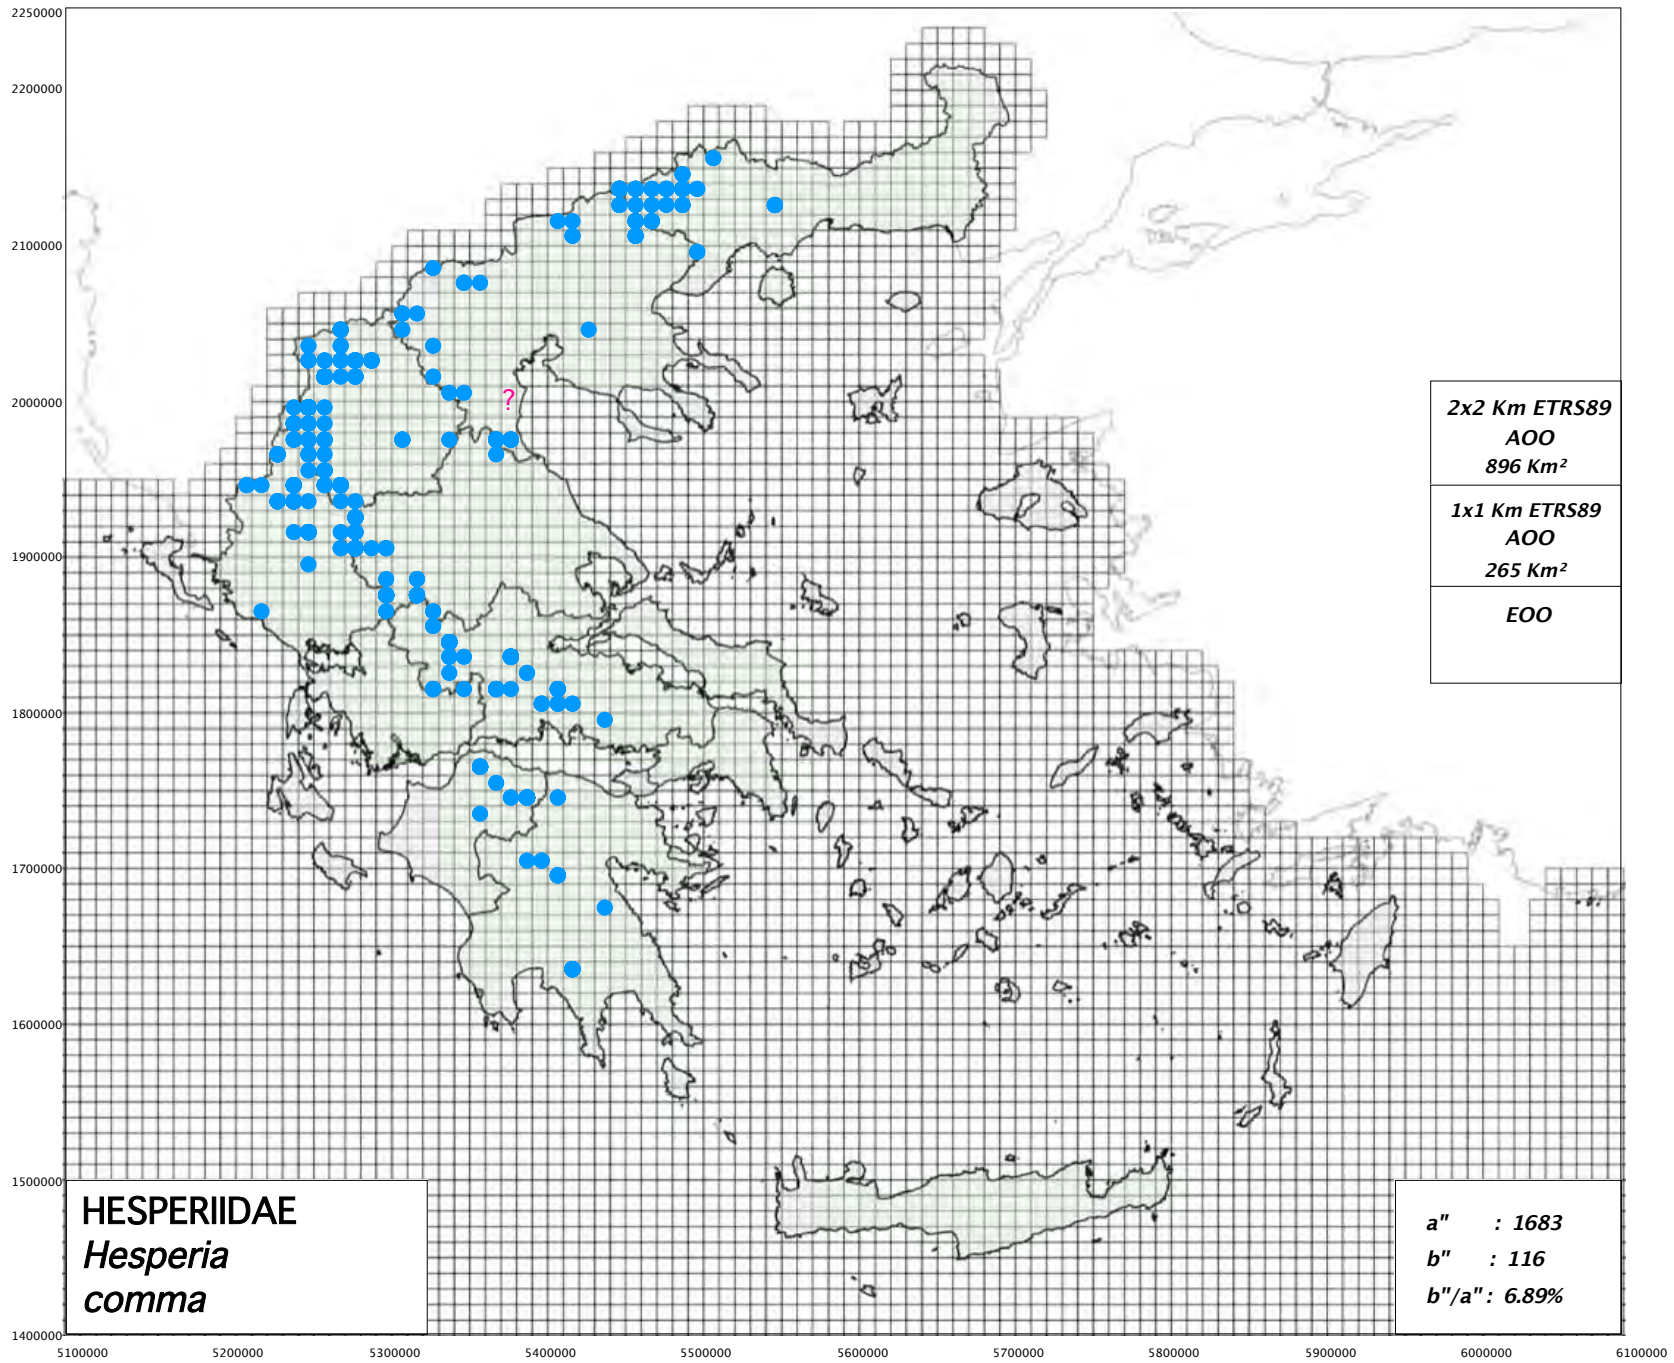 2250000
2200000
2100000
2000000
1900000
1800000
1700000
1600000
1500000
1400000
?
2x2 Km ETRS89
AOO
896 Km²
1x1 Km ETRS89
AOO
265 Km²
EOO
HESPERIIDAE
Hesperia
comma
a" : 1683
b" : 116
b"/a" : 6.89%
5100000 5200000 5300000 5400000 5500000 5600000 5700000 5800000 5900000 6000000 6100000